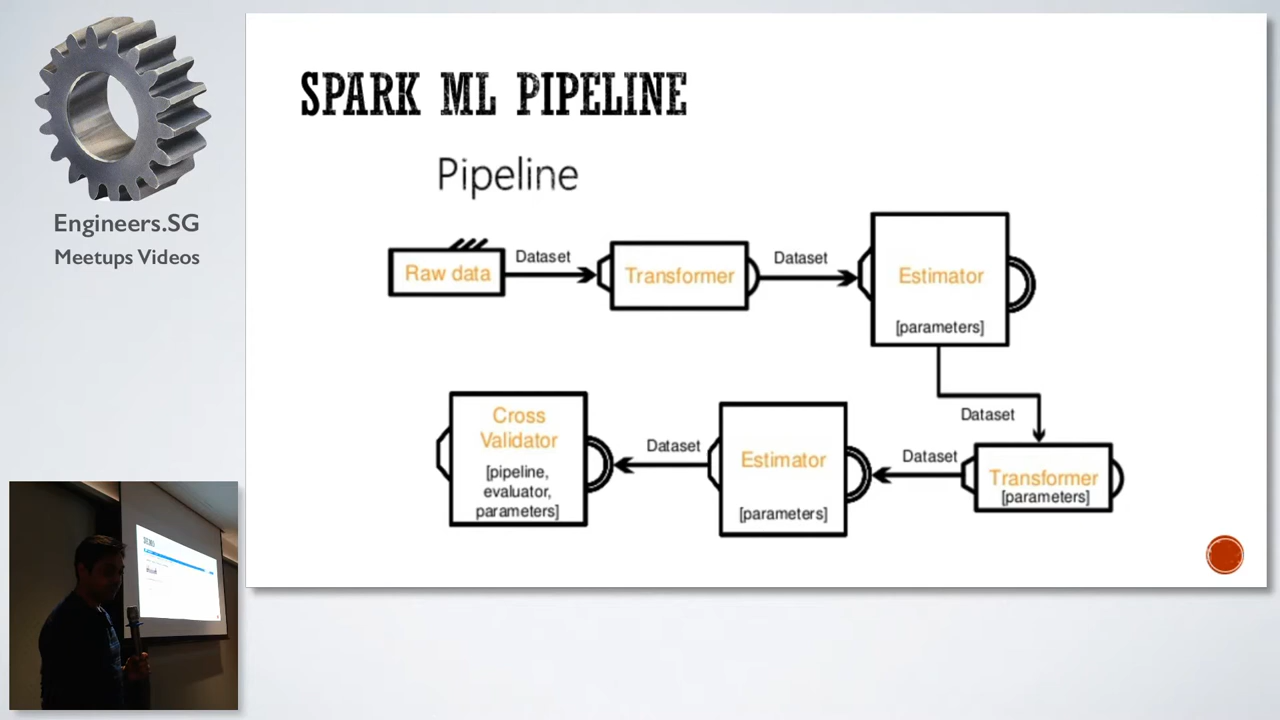 Engineers.SG
Meetups Videos
SPARK ML PIPELINE
Pipeline
Raw data
Dataset
Transformer
Dataset
Estimator
[parameters]
Dataset
Transformer
[parameters]
Dataset
Estimator
[parameters]
Dataset
Cross
Validator
[pipeline,
evaluator,
parameters]